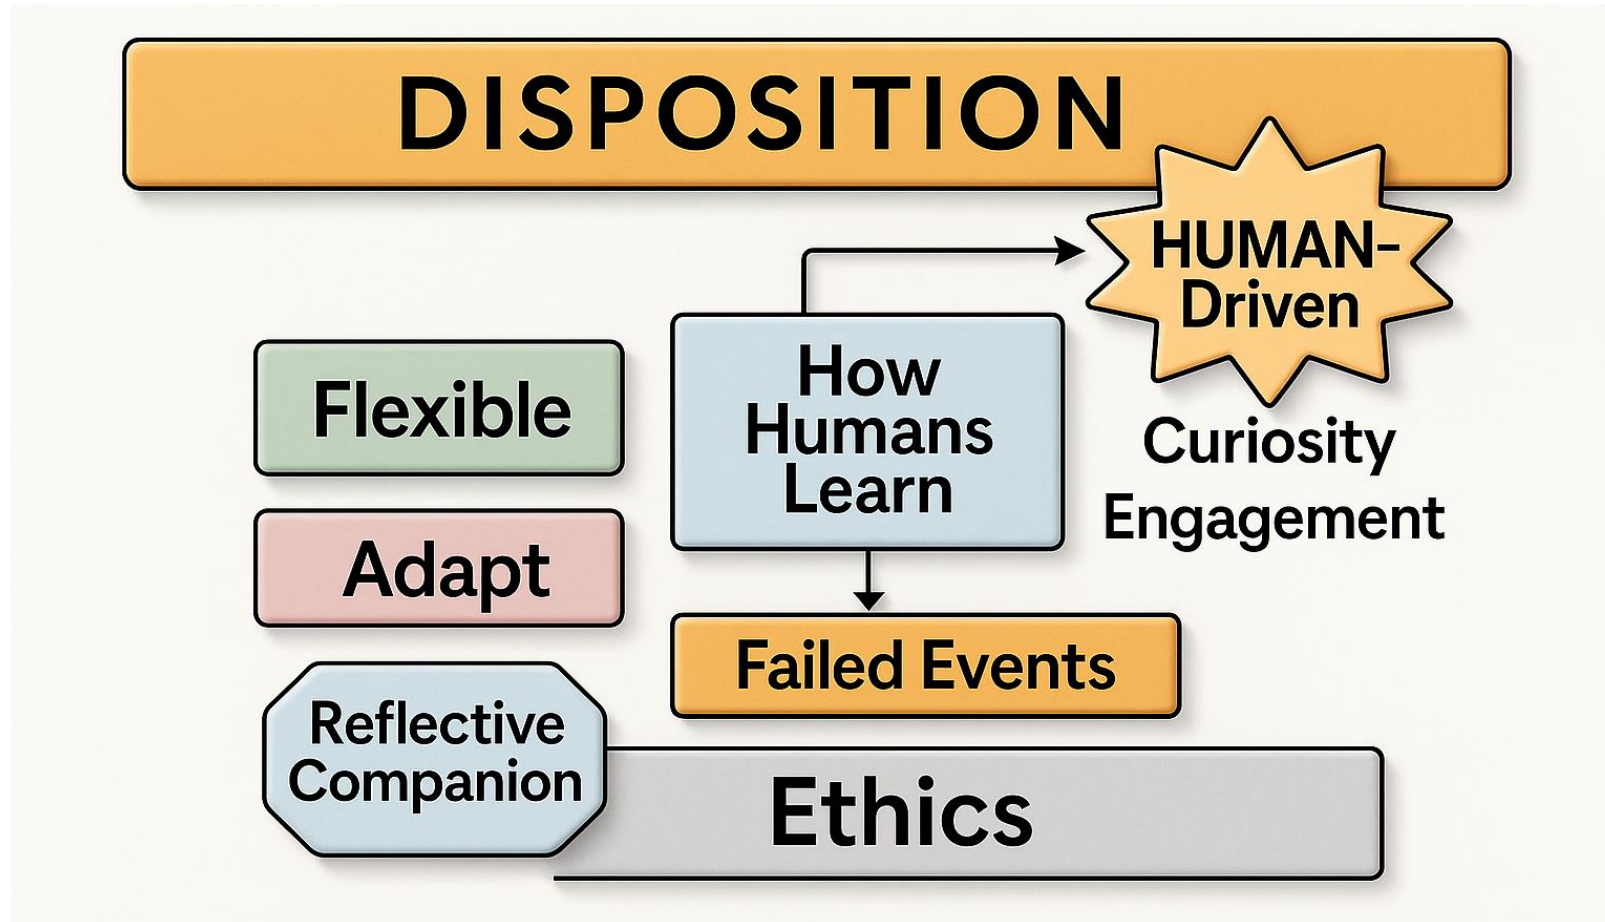 DISPOSITION
HUMAN-
Driven
Flexible
How
Humans
Learn
Curiosity
Engagement
Adapt
Failed Events
Reflective
Companion
Ethics